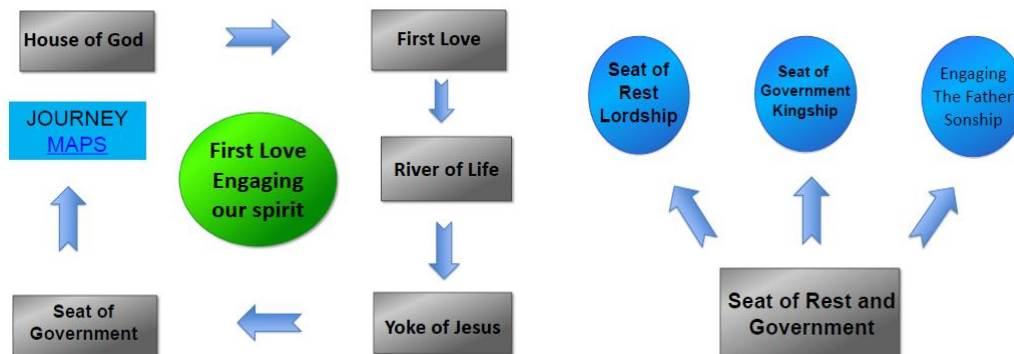 House of God
First Love
JOURNEY
MAPS
First Love
Engaging
our spirit
River of Life
Seat of
Government
Yoke of Jesus
Seat of
Rest
Lordship
Seat of
Government
Kingship
Engaging
The Father
Sonship
Seat of Rest and
Government